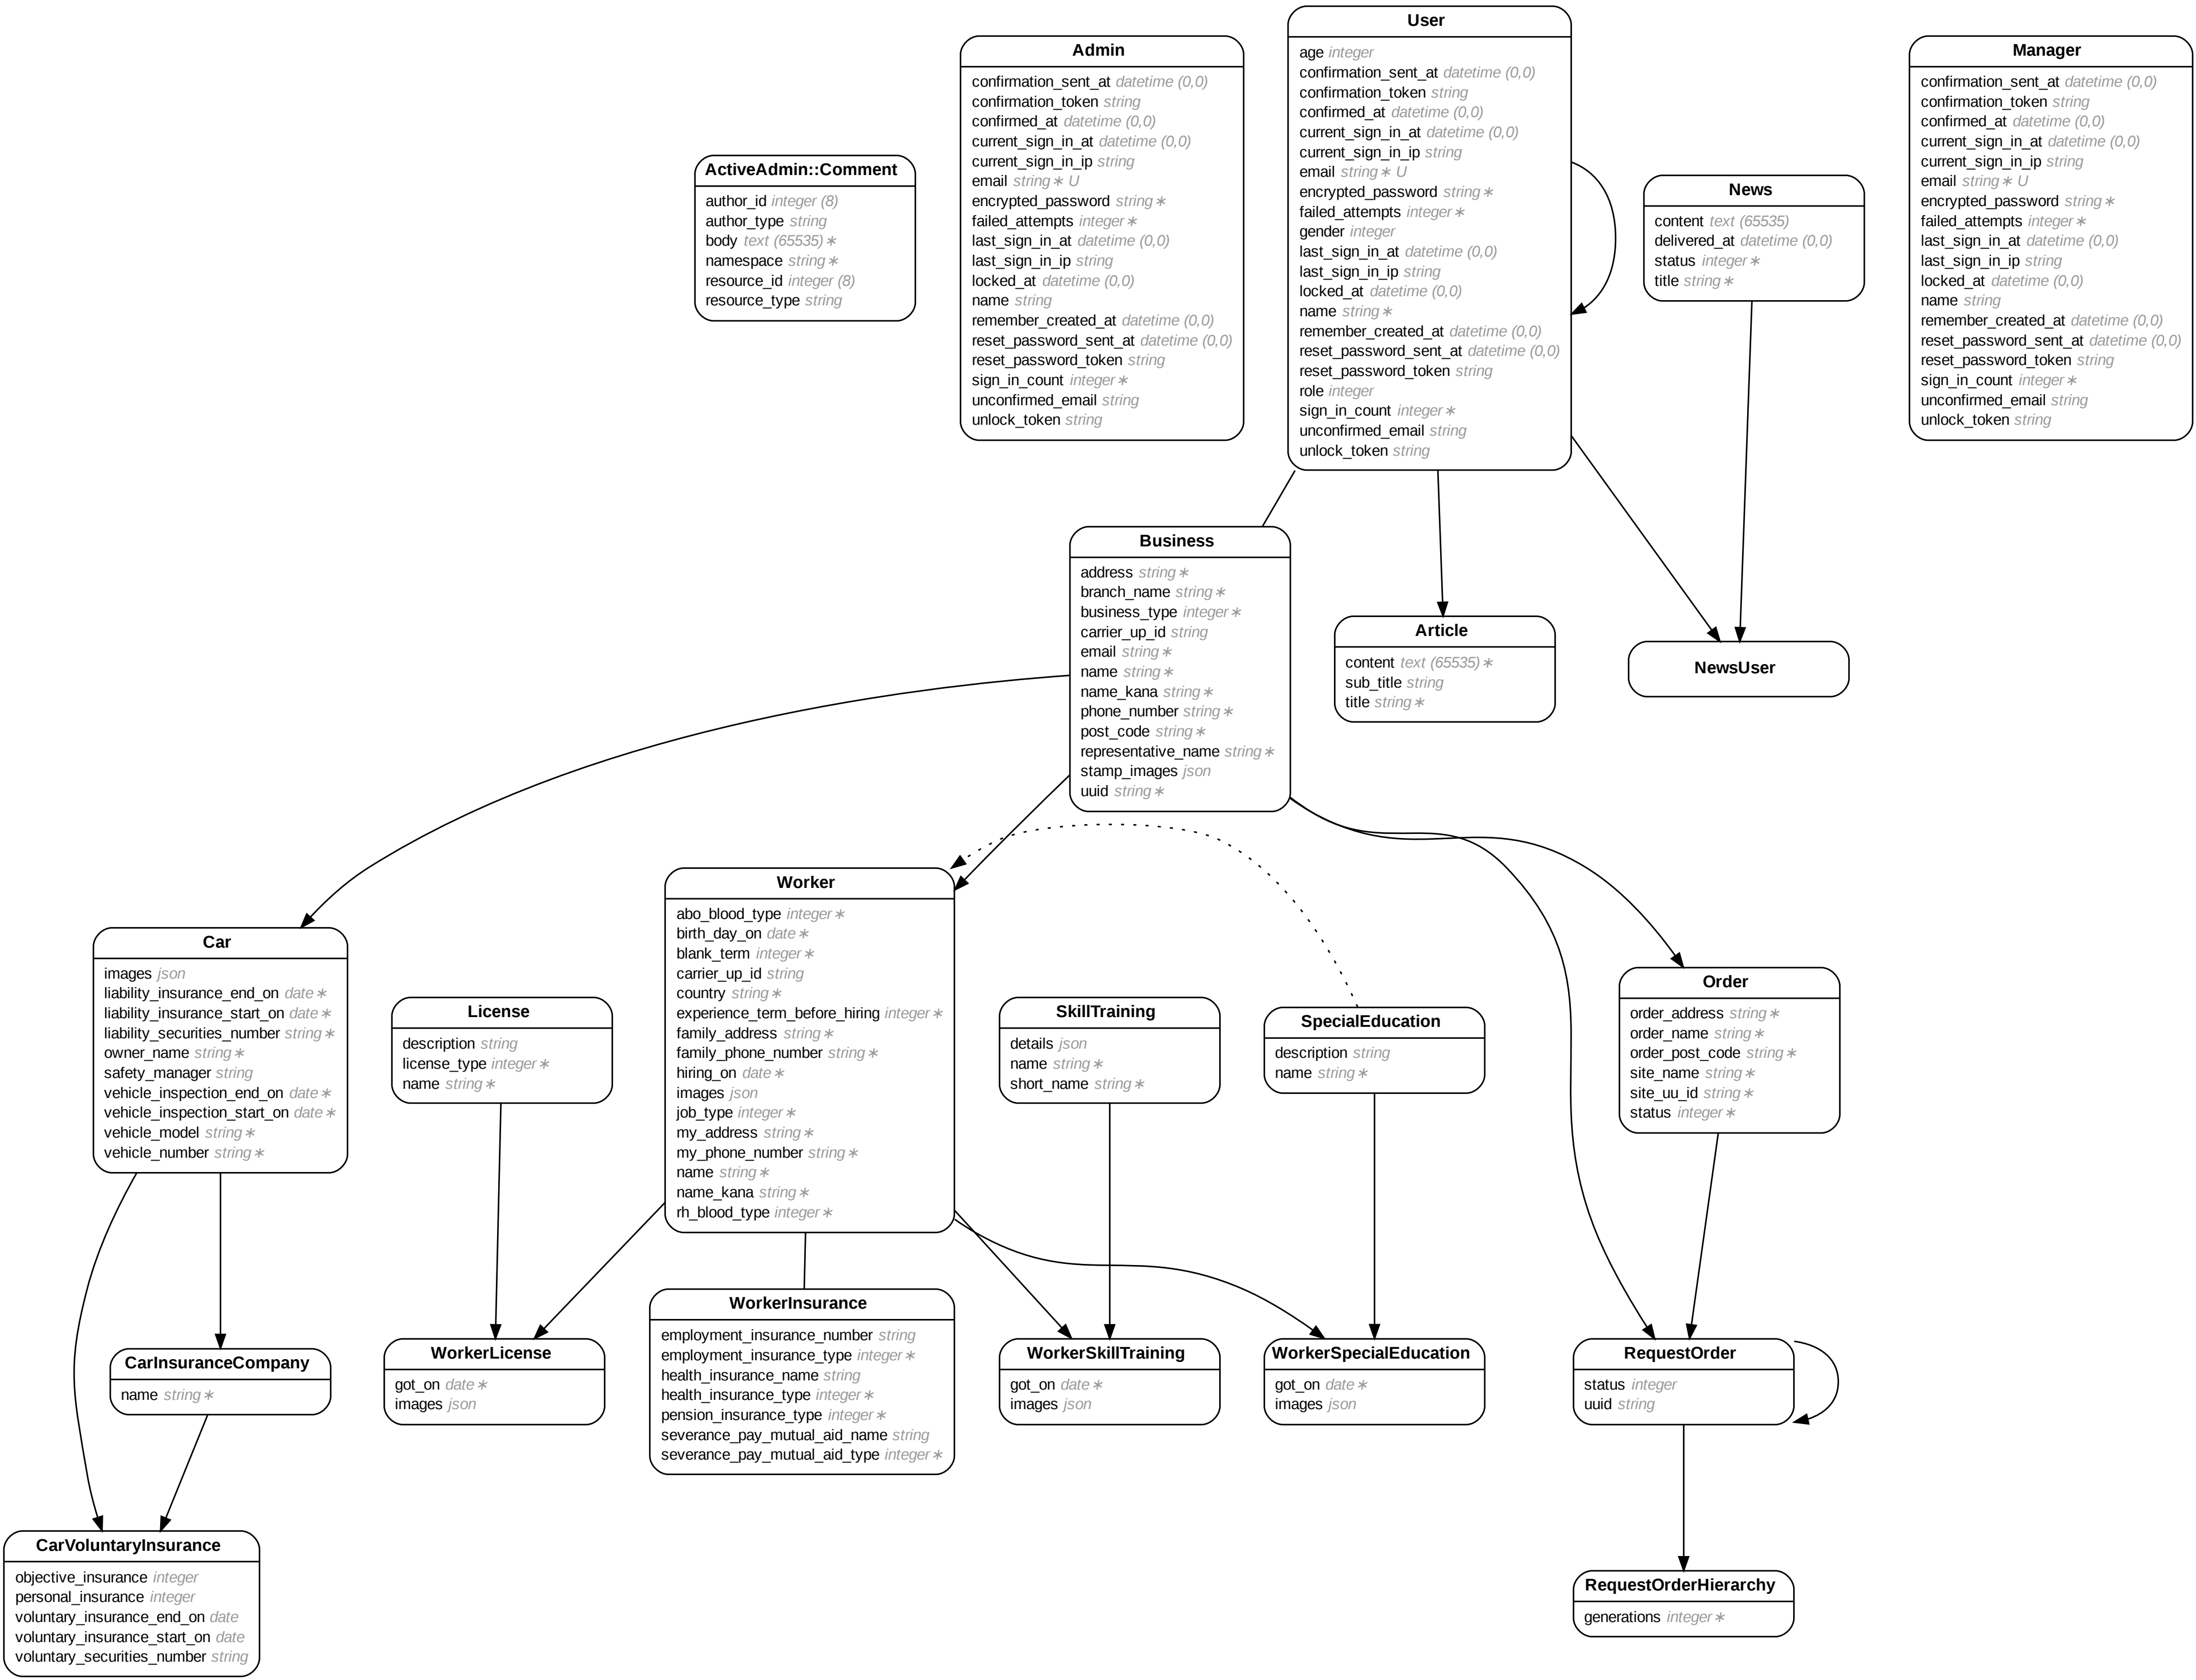 User
age integer
confirmation_sent_at datetime (0,0)
confirmation_token string
confirmed_at datetime (0,0)
current_sign_in_at datetime (0,0)
current_sign_in_ip string
email string∗ U
encrypted_password string∗
failed_attempts integer∗
gender integer
last_sign_in_at datetime (0,0)
last_sign_in_ip string
locked_at datetime (0,0)
name string∗
remember_created_at datetime (0,0)
reset_password_sent_at datetime (0,0)
reset_password_token string
role integer
sign_in_count integer∗
unconfirmed_email string
unlock_token string
Admin
confirmation_sent_at datetime (0,0)
confirmation_token string
confirmed_at datetime (0,0)
current_sign_in_at datetime (0,0)
current_sign_in_ip string
email string∗ U
encrypted_password string∗
failed_attempts integer∗
last_sign_in_at datetime (0,0)
last_sign_in_ip string
locked_at datetime (0,0)
name string
remember_created_at datetime (0,0)
reset_password_sent_at datetime (0,0)
reset_password_token string
sign_in_count integer∗
unconfirmed_email string
unlock_token string
Manager
confirmation_sent_at datetime (0,0)
confirmation_token string
confirmed_at datetime (0,0)
current_sign_in_at datetime (0,0)
current_sign_in_ip string
email string∗ U
encrypted_password string∗
failed_attempts integer∗
last_sign_in_at datetime (0,0)
last_sign_in_ip string
locked_at datetime (0,0)
name string
remember_created_at datetime (0,0)
reset_password_sent_at datetime (0,0)
reset_password_token string
sign_in_count integer∗
unconfirmed_email string
unlock_token string
ActiveAdmin::Comment
author_id integer (8)
author_type string
body text (65535)∗
namespace string∗
resource_id integer (8)
resource_type string
News
content text (65535)
delivered_at datetime (0,0)
status integer∗
title string∗
Business
address string∗
branch_name string∗
business_type integer∗
carrier_up_id string
email string∗
name string∗
name_kana string∗
phone_number string∗
post_code string∗
representative_name string∗
stamp_images json
uuid string∗
Article
content text (65535)∗
sub_title string
title string∗
NewsUser
Worker
abo_blood_type integer∗
birth_day_on date∗
blank_term integer∗
carrier_up_id string
country string∗
experience_term_before_hiring integer∗
family_address string∗
family_phone_number string∗
hiring_on date∗
images json
job_type integer∗
my_address string∗
my_phone_number string∗
name string∗
name_kana string∗
rh_blood_type integer∗
Car
images json
liability_insurance_end_on date∗
liability_insurance_start_on date∗
liability_securities_number string∗
owner_name string∗
safety_manager string
vehicle_inspection_end_on date∗
vehicle_inspection_start_on date∗
vehicle_model string∗
vehicle_number string∗
License
description string
license_type integer∗
name string∗
SkillTraining
details json
name string∗
short_name string∗
SpecialEducation
description string
name string∗
Order
order_address string∗
order_name string∗
order_post_code string∗
site_name string∗
site_uu_id string∗
status integer∗
CarInsuranceCompany
name string∗
WorkerLicense
got_on date∗
images json
WorkerInsurance
employment_insurance_number string
employment_insurance_type integer∗
health_insurance_name string
health_insurance_type integer∗
pension_insurance_type integer∗
severance_pay_mutual_aid_name string
severance_pay_mutual_aid_type integer∗
WorkerSkillTraining
got_on date∗
images json
WorkerSpecialEducation
got_on date∗
images json
RequestOrder
status integer
uuid string
CarVoluntaryInsurance
objective_insurance integer
personal_insurance integer
voluntary_insurance_end_on date
voluntary_insurance_start_on date
voluntary_securities_number string
RequestOrderHierarchy
generations integer∗